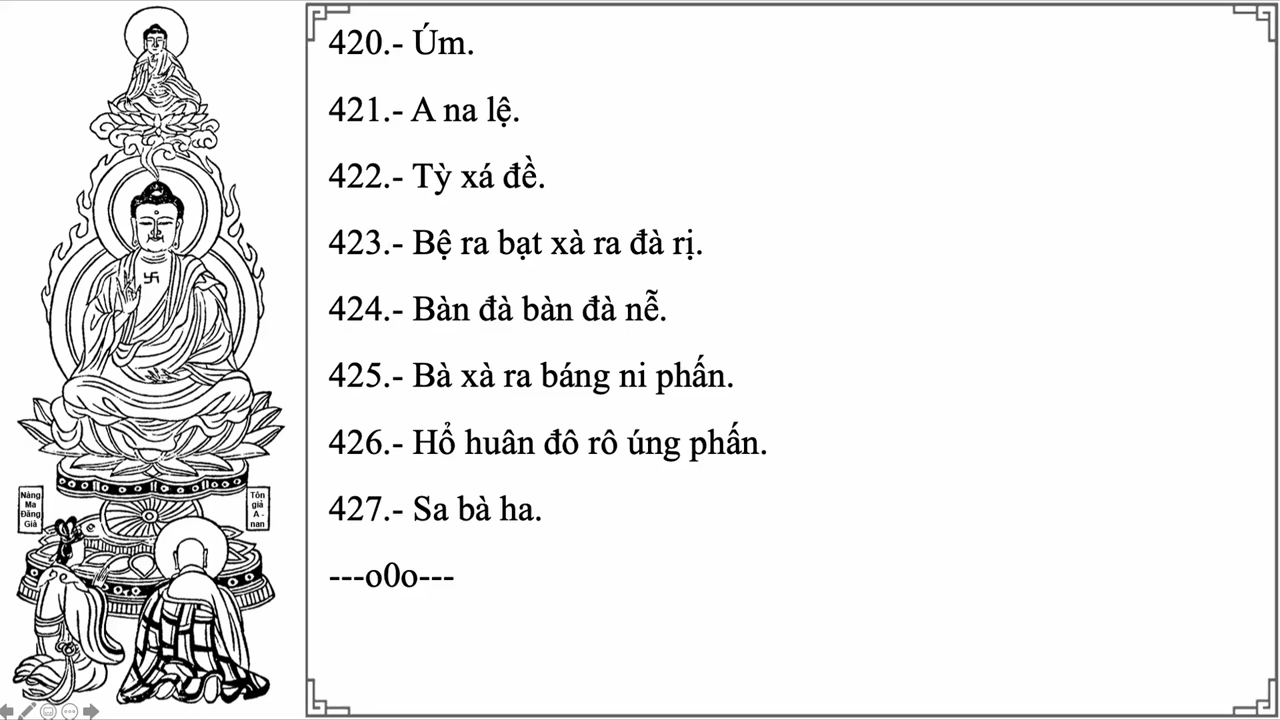 420.- Úm.
421.- A na lệ.
422.- Tỳ xá đề.
423.- Bệ ra bạt xà ra đà rị.
424.- Bàn đà bàn đà nễ.
425.- Bà xà ra báng ni phấn.
426.- Hổ huân đô rô úng phấn.
427.- Sa bà ha.
---o0o---
Nàng
Ma
Đăng
Già
Tôn
giả
A -
nan